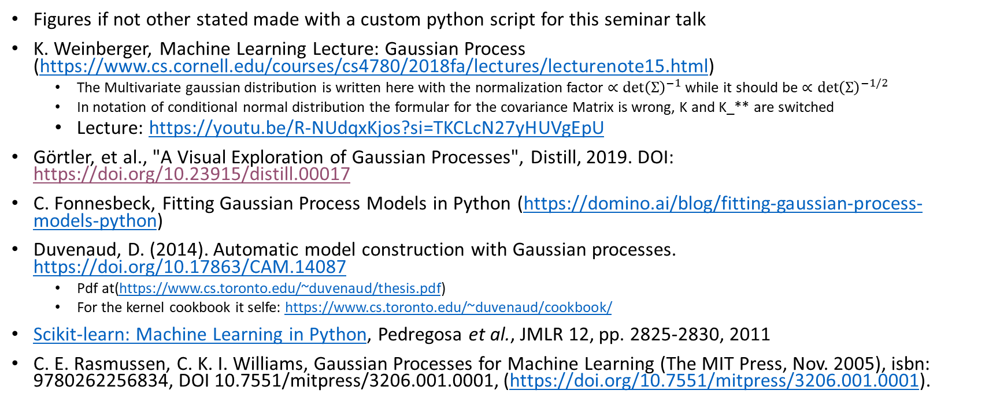 • Figures if not other stated made with a custom python script for this seminar talk
• K. Weinberger, Machine Learning Lecture: Gaussian Process
(https://www.cs.cornell.edu/courses/cs4780/2018fa/lectures/lecturenote15.html)
• The Multivariate gaussian distribution is written here with the normalization factor ∝ det(Σ)⁻¹ while it should be ∝ det(Σ)⁻¹/²
• In notation of conditional normal distribution the formular for the covariance Matrix is wrong, K and K_** are switched
• Lecture: https://youtu.be/R-NUdqxKjos?si=TKCLcN27yHUVgEpU
• Görtler, et al., "A Visual Exploration of Gaussian Processes", Distill, 2019. DOI:
https://doi.org/10.23915/distill.00017
• C. Fonnesbeck, Fitting Gaussian Process Models in Python (https://domino.ai/blog/fitting-gaussian-process-
models-python)
• Duvenaud, D. (2014). Automatic model construction with Gaussian processes.
https://doi.org/10.17863/CAM.14087
• Pdf at(https://www.cs.toronto.edu/~duvenaud/thesis.pdf)
• For the kernel cookbook it selfe: https://www.cs.toronto.edu/~duvenaud/cookbook/
• Scikit-learn: Machine Learning in Python, Pedregosa et al., JMLR 12, pp. 2825-2830, 2011
• C. E. Rasmussen, C. K. I. Williams, Gaussian Processes for Machine Learning (The MIT Press, Nov. 2005), isbn:
9780262256834, DOI 10.7551/mitpress/3206.001.0001, (https://doi.org/10.7551/mitpress/3206.001.0001).